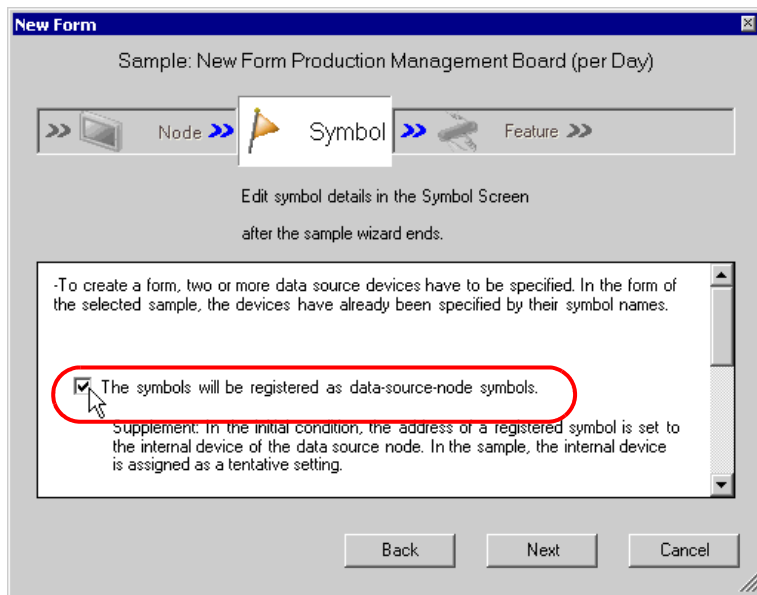 New Form
Sample: New Form Production Management Board (per Day)
>> Node >> Symbol >> Feature >>
Edit symbol details in the Symbol Screen
after the sample wizard ends.
-To create a form, two or more data source devices have to be specified. In the form of
the selected sample, the devices have already been specified by their symbol names.
The symbols will be registered as data-source-node symbols.
Supplement: In the initial condition, the address of a registered symbol is set to
the internal device of the data source node. In the sample, the internal device
is assigned as a tentative setting.
Back Next Cancel